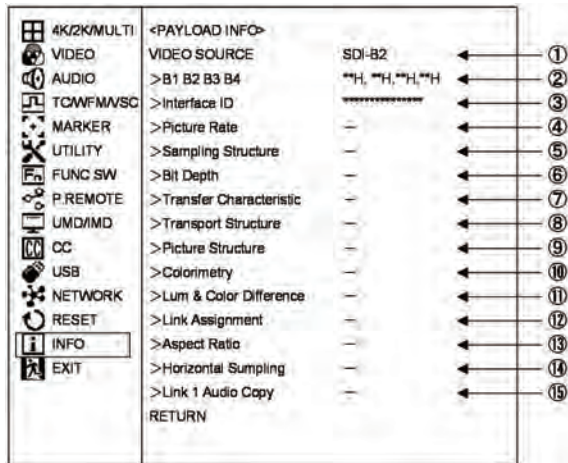 4K/2K/MULTI <PAYLOAD INFO>
VIDEO VIDEO SOURCE SDI-B2 ①
AUDIO >B1 B2 B3 B4 **H, **H,**H,**H ②
TC/WFM/VSC >Interface ID *************** ③
MARKER >Picture Rate — ④
UTILITY >Sampling Structure — ⑤
Fn FUNC SW >Bit Depth — ⑥
P.REMOTE >Transfer Characteristic — ⑦
UMD/IMD >Transport Structure — ⑧
CC CC >Picture Structure — ⑨
USB >Colorimetry — ⑩
NETWORK >Lum & Color Difference — ⑪
RESET >Link Assignment — ⑫
i INFO >Aspect Ratio — ⑬
EXIT >Horizontal Sumpling — ⑭
>Link 1 Audio Copy — ⑮
RETURN